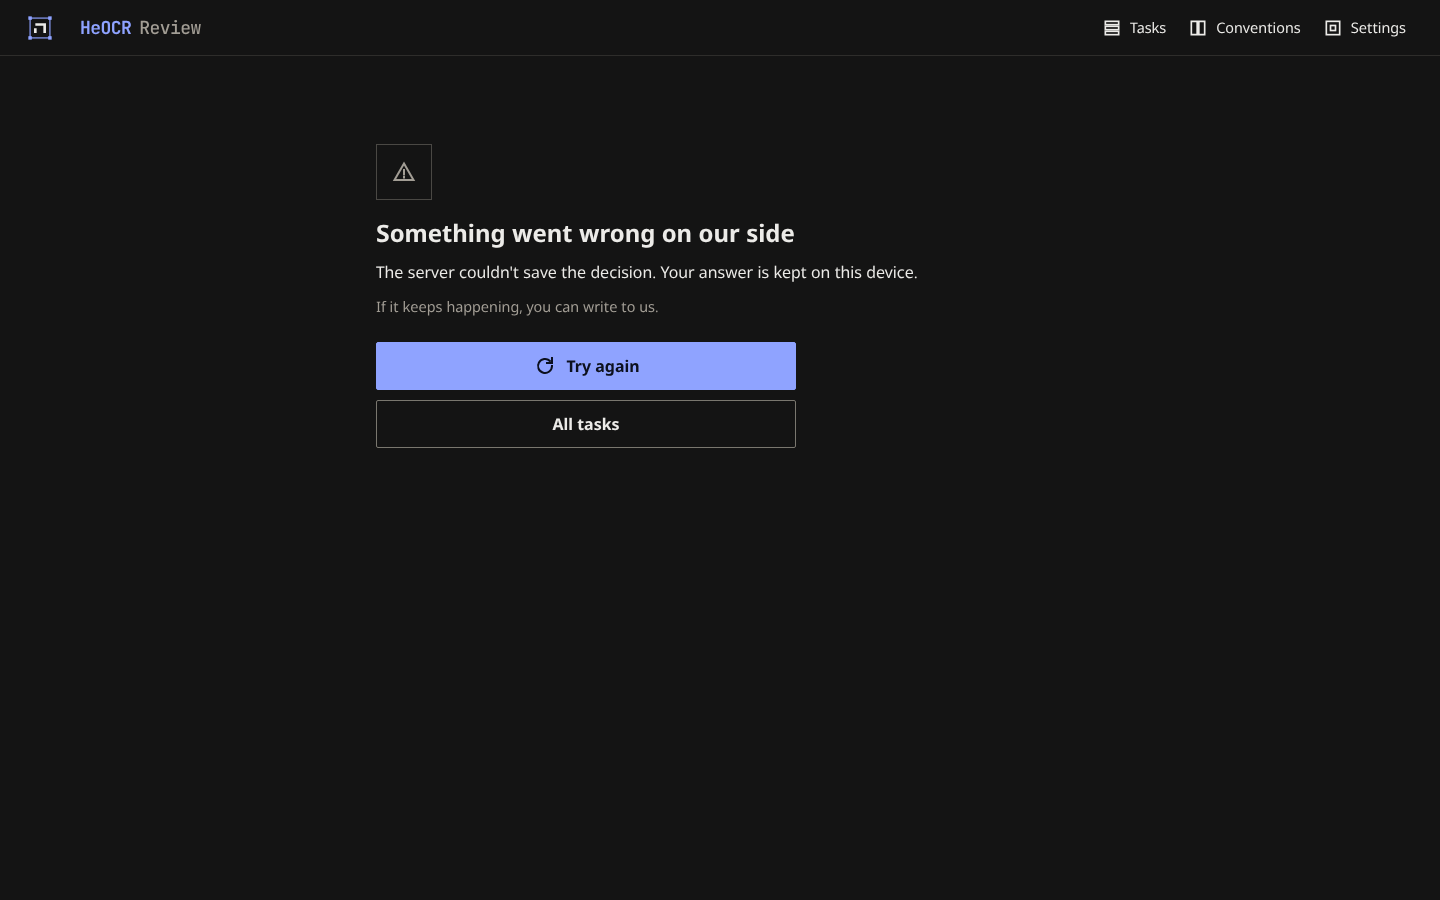 HeOCR Review
Tasks
Conventions
Settings
Something went wrong on our side
The server couldn't save the decision. Your answer is kept on this device.
If it keeps happening, you can write to us.
Try again
All tasks